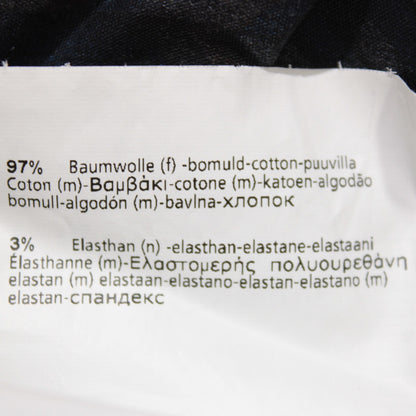 97% Baumwolle (f) -bomuld-cotton-puuvilla
Coton (m)-Βαμβάκι-cotone (m)-katoen-algodão
bomull-algodón (m)-bavlna-хлопок
3% Elasthan (n) -elasthan-elastane-elastaani
Élasthanne (m)-Ελαστομερής πολυουρεθάνη
elastan (m) elastaan-elastano-elastan-elastano (m)
elastan-спандекс